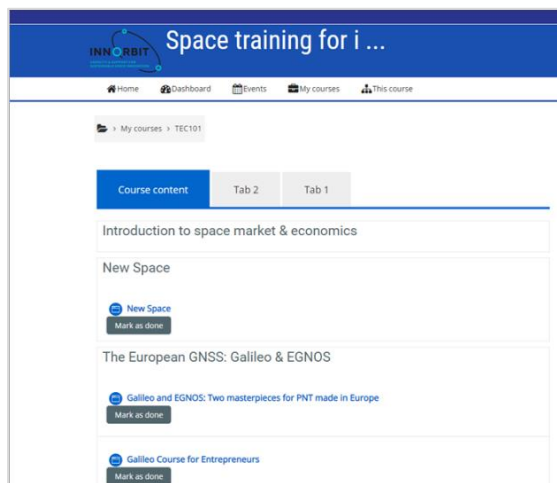 INNORBIT
Space training for i ...
Home Dashboard Events My courses This course
My courses > TEC101
Course content Tab 2 Tab 1
Introduction to space market & economics
New Space
New Space
Mark as done
The European GNSS: Galileo & EGNOS
Galileo and EGNOS: Two masterpieces for PNT made in Europe
Mark as done
Galileo Course for Entrepreneurs
Mark as done